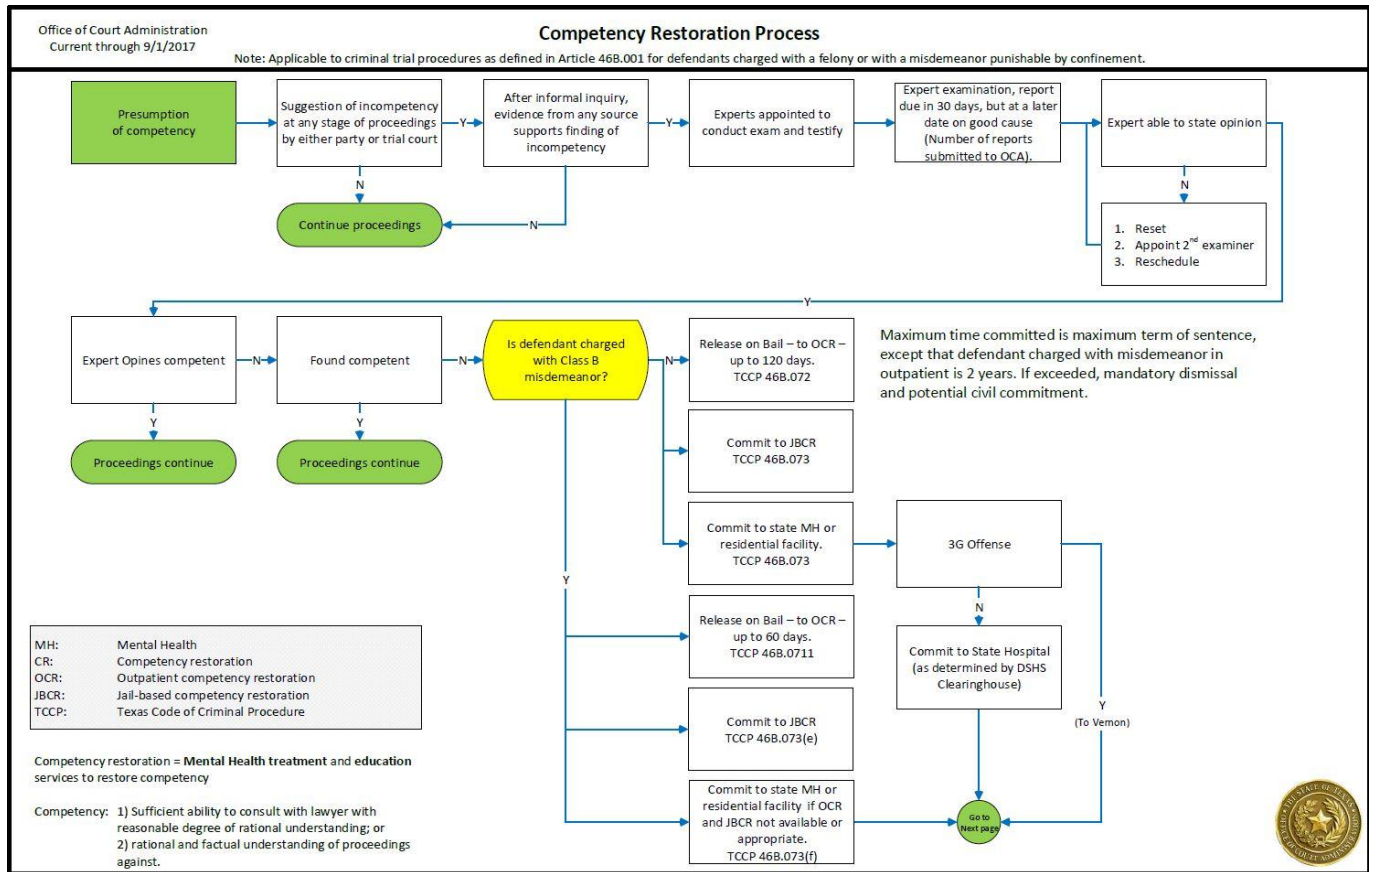 Office of Court Administration
Current through 9/1/2017
Competency Restoration Process
Note: Applicable to criminal trial procedures as defined in Article 46B.001 for defendants charged with a felony or with a misdemeanor punishable by confinement.
Presumption
of competency
Suggestion of incompetency
at any stage of proceedings
by either party or trial court
Y
After informal inquiry,
evidence from any source
supports finding of
incompetency
Y
Experts appointed to
conduct exam and testify
Expert examination, report
due in 30 days, but at a later
date on good cause
(Number of reports
submitted to OCA).
Expert able to state opinion
N
Continue proceedings
N
N
1. Reset
2. Appoint 2nd examiner
3. Reschedule
Y
Expert Opines competent
N
Found competent
N
Is defendant charged
with Class B
misdemeanor?
N
Release on Bail – to OCR –
up to 120 days.
TCCP 46B.072
Maximum time committed is maximum term of sentence,
except that defendant charged with misdemeanor in
outpatient is 2 years. If exceeded, mandatory dismissal
and potential civil commitment.
Y
Proceedings continue
Y
Proceedings continue
Commit to JBCR
TCCP 46B.073
Commit to state MH or
residential facility.
TCCP 46B.073
3G Offense
Y
N
Release on Bail – to OCR –
up to 60 days.
TCCP 46B.0711
Commit to State Hospital
(as determined by DSHS
Clearinghouse)
Y
(To Vernon)
Commit to JBCR
TCCP 46B.073(e)
Commit to state MH or
residential facility if OCR
and JBCR not available or
appropriate.
TCCP 46B.073(f)
Go to
Next page
MH: Mental Health
CR: Competency restoration
OCR: Outpatient competency restoration
JBCR: Jail-based competency restoration
TCCP: Texas Code of Criminal Procedure
Competency restoration = Mental Health treatment and education
services to restore competency
Competency: 1) Sufficient ability to consult with lawyer with
reasonable degree of rational understanding; or
2) rational and factual understanding of proceedings
against.
THE STATE OF TEXAS
OFFICE OF COURT ADMINISTRATION